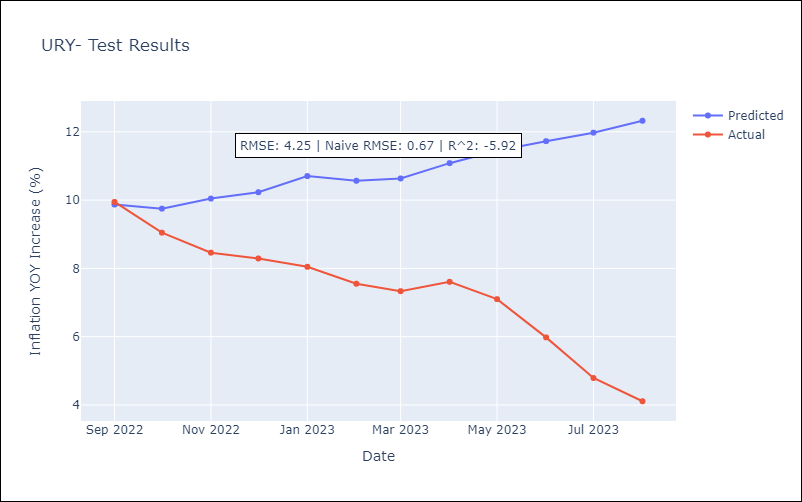 URY- Test Results
Predicted
Actual
RMSE: 4.25 | Naive RMSE: 0.67 | R^2: -5.92
Inflation YOY Increase (%)
12
10
8
6
4
Sep 2022 Nov 2022 Jan 2023 Mar 2023 May 2023 Jul 2023
Date